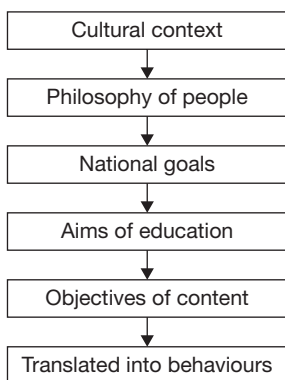 Cultural context
Philosophy of people
National goals
Aims of education
Objectives of content
Translated into behaviours